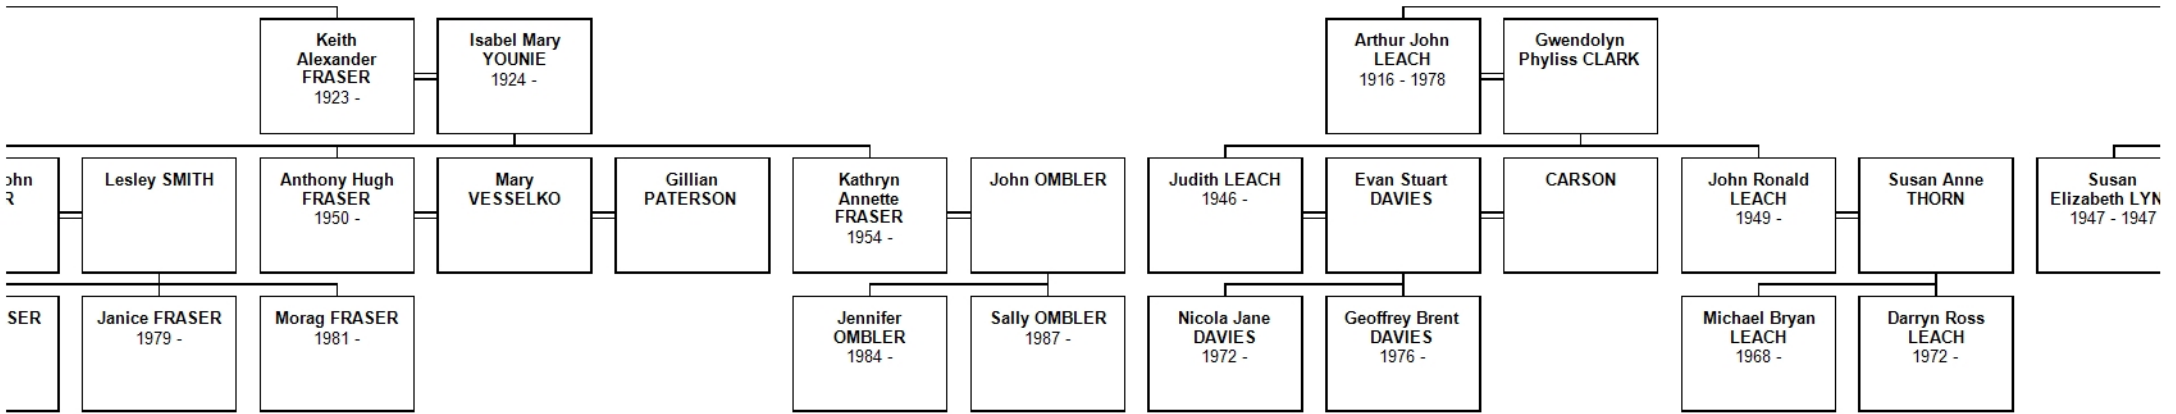 Keith
Alexander
FRASER
1923 -
Isabel Mary
YOUNIE
1924 -
Arthur John
LEACH
1916 - 1978
Gwendolyn
Phyliss CLARK
ohn
R
Lesley SMITH
Anthony Hugh
FRASER
1950 -
Mary
VESSELKO
Gillian
PATERSON
Kathryn
Annette
FRASER
1954 -
John OMBLER
Judith LEACH
1946 -
Evan Stuart
DAVIES
CARSON
John Ronald
LEACH
1949 -
Susan Anne
THORN
Susan
Elizabeth LYN
1947 - 1947
SER
Janice FRASER
1979 -
Morag FRASER
1981 -
Jennifer
OMBLER
1984 -
Sally OMBLER
1987 -
Nicola Jane
DAVIES
1972 -
Geoffrey Brent
DAVIES
1976 -
Michael Bryan
LEACH
1968 -
Darryn Ross
LEACH
1972 -